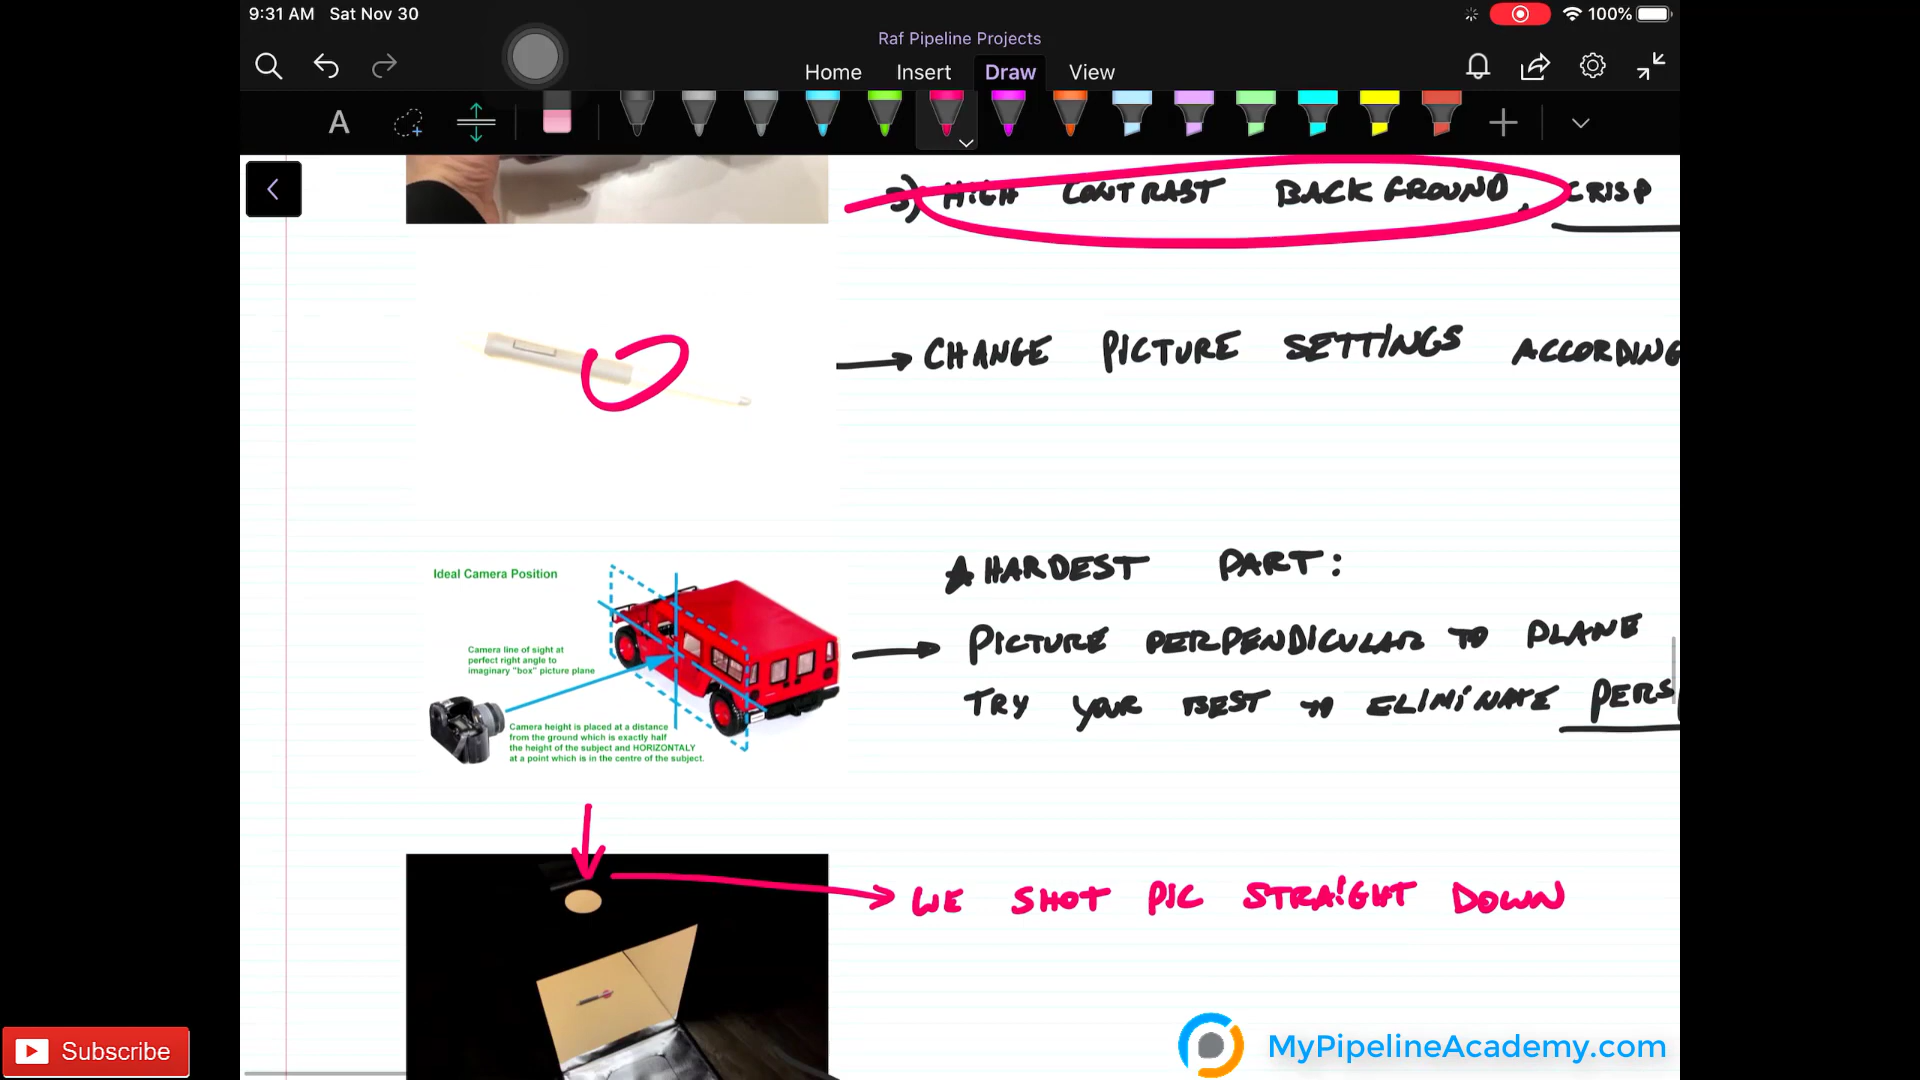 9:31 AM Sat Nov 30
100%
Raf Pipeline Projects
Home Insert Draw View
A
3) HIGH CONTRAST BACKGROUND, CRISP
→ CHANGE PICTURE SETTINGS ACCORDING
Ideal Camera Position
HARDEST PART:
Camera line of sight at
perfect right angle to
imaginary "box" picture plane
→ PICTURE PERPENDICULAR TO PLANE
TRY YOUR BEST TO ELIMINATE PERS
Camera height is placed at a distance
from the ground which is exactly half
the height of the subject and HORIZONTALY
at a point which is in the centre of the subject.
WE SHOT PIC STRAIGHT DOWN
Subscribe
MyPipelineAcademy.com